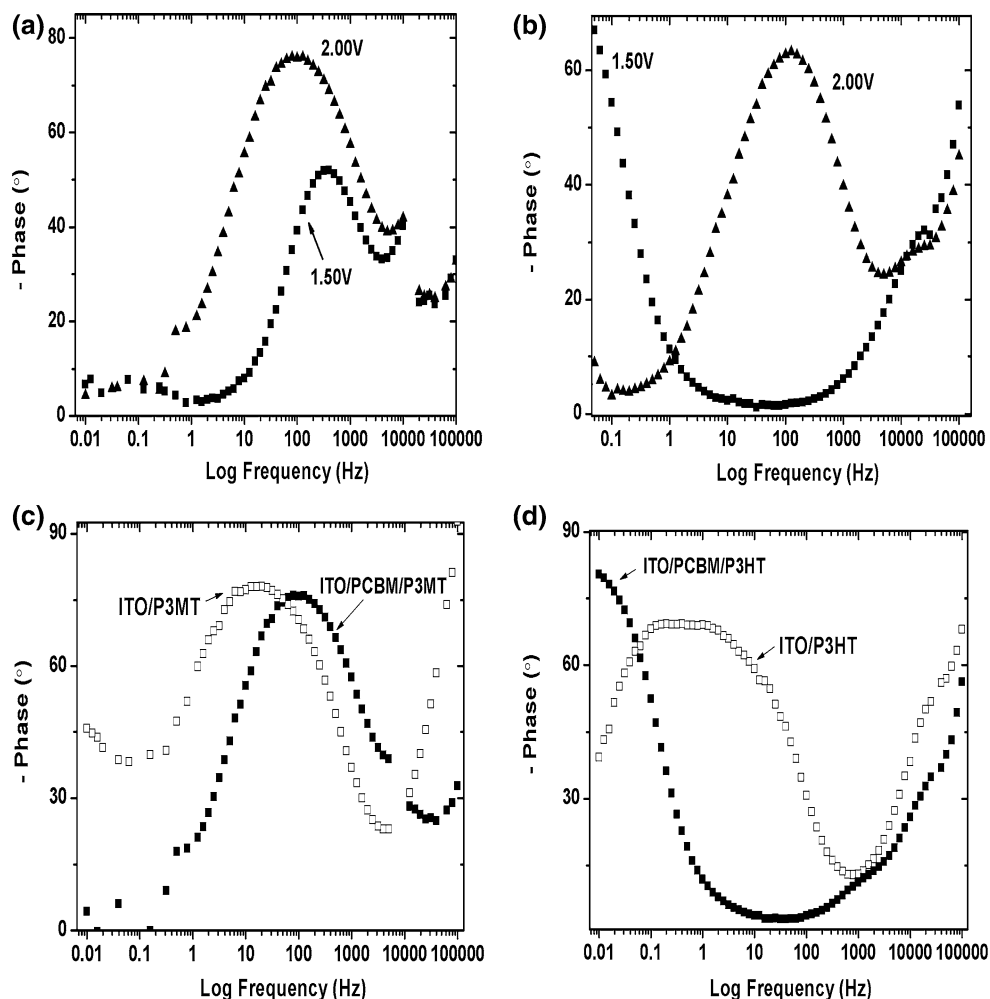 (a)
80
60
40
20
0
- Phase (°)
2.00V
1.50V
0.01 0.1 1 10 100 1000 10000 100000
Log Frequency (Hz)
(b)
60
40
20
0
- Phase (°)
1.50V
2.00V
0.1 1 10 100 1000 10000 100000
Log Frequency (Hz)
(c)
90
60
30
0
- Phase (°)
ITO/P3MT
ITO/PCBM/P3MT
0.01 0.1 1 10 100 1000 10000 100000
Log Frequency (Hz)
(d)
90
60
30
0
- Phase (°)
ITO/PCBM/P3HT
ITO/P3HT
0.01 0.1 1 10 100 1000 10000 100000
Log Frequency (Hz)